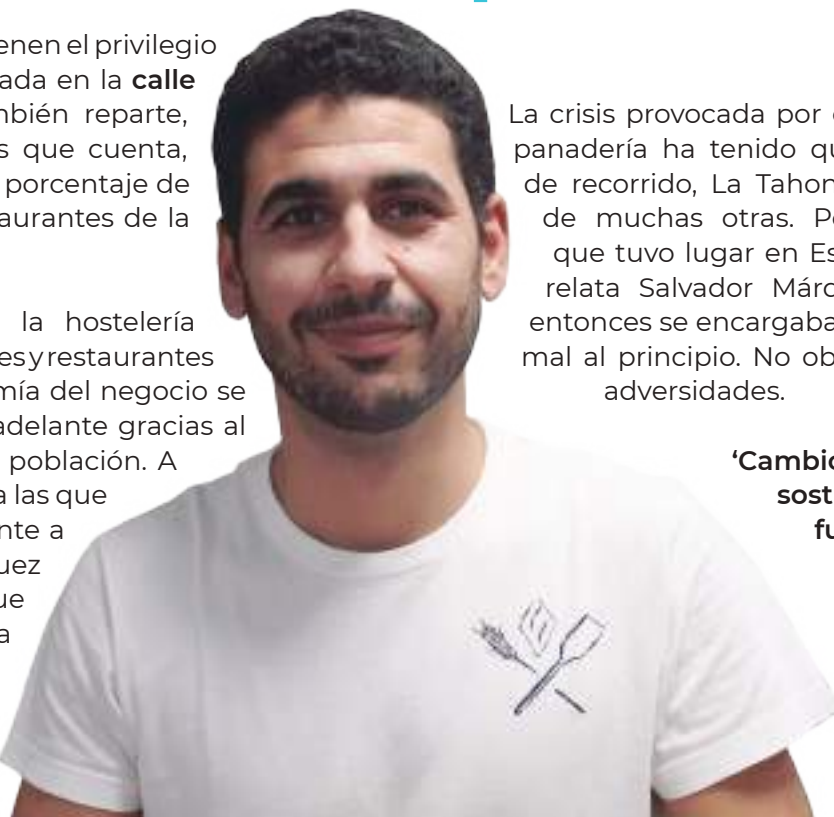 enen el privilegio
ada en la calle
mbién reparte,
s que cuenta,
porcentaje de
aurantes de la
la hostelería
es y restaurantes
mía del negocio se
adelante gracias al
población. A
a las que
nte a
uez
ue
a
La crisis provocada por
panadería ha tenido qu
de recorrido, La Tahon
de muchas otras. Pe
que tuvo lugar en Es
relata Salvador Márq
entonces se encargaba
mal al principio. No ob
adversidades.
‘Cambio
sost
fu